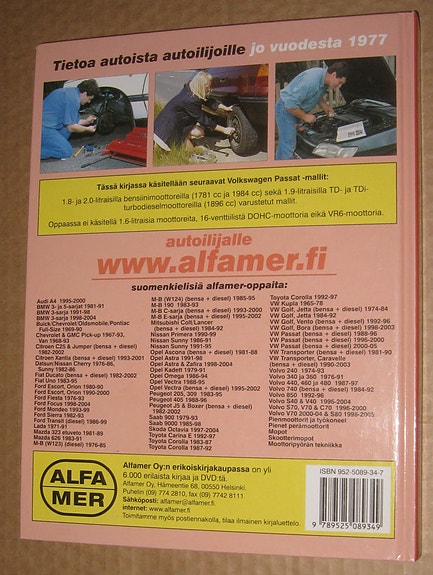 Tietoa autoista autoilijoille jo vuodesta 1977
Tässä kirjassa käsitellään seuraavat Volkswagen Passat -mallit:
1.8- ja 2.0-litraisilla bensiinimoottoreilla (1781 cc ja 1984 cc) sekä 1.9-litraisilla TD- ja TDi-
turbodieselmoottoreilla (1896 cc) varustetut mallit.
Oppaassa ei käsitellä 1.6-litraisia moottoreita, 16-venttiilistä DOHC-moottoria eikä VR6-moottoria.
autoilijalle
www.alfamer.fi
suomenkielisiä alfamer-oppaita:
Audi A4 1995-2000
BMW 3- ja 5-sarjat 1981-91
BMW 3-sarja 1991-98
BMW 3-sarja 1998-2004
Buick/Chevrolet/Oldsmobile/Pontiac
Full-Size 1969-90
Chevrolet & GMC Pick-up 1967-93,
Van 1968-93
Citroen C25 & Jumper (bensa + diesel)
1982-2002
Citroen Xantia (bensa + diesel) 1993-2001
Datsun/Nissan Cherry 1976-86,
Sunny 1982-86
Fiat Ducato (bensa + diesel) 1982-2002
Fiat Uno 1983-95
Ford Escort, Orion 1980-90
Ford Escort, Orion 1990-2000
Ford Fiesta 1976-93
Ford Focus 1998-2004
Ford Mondeo 1993-99
Ford Sierra 1982-93
Ford Transit (diesel) 1986-99
Lada 1971-91
Mazda 323 etuveto 1981-89
Mazda 626 1983-91
M-B (W123) (bensa + diesel) 1976-85
M-B (W124) (bensa + diesel) 1985-95
M-B 190 1983-93
M-B C-sarja (bensa + diesel) 1993-2000
M-B E-sarja (bensa + diesel) 1995-2002
Mitsubishi Colt/Lancer
(bensa + diesel) 1984-94
Nissan Primera 1990-99
Nissan Sunny 1986-91
Nissan Sunny 1991-95
Opel Ascona (bensa + diesel) 1981-88
Opel Astra 1991-98
Opel Astra & Zafira 1998-2004
Opel Kadett 1979-91
Opel Omega 1986-94
Opel Vectra 1988-95
Opel Vectra (bensa + diesel) 1995-2002
Peugeot 205, 309 1983-95
Peugeot 405 1988-96
Peugeot J5 & Boxer (bensa + diesel)
1982-2002
Saab 900 1979-93
Saab 9000 1985-98
Skoda Octavia 1997-2004
Toyota Carina E 1992-97
Toyota Corolla 1983-87
Toyota Corolla 1987-92
Toyota Corolla 1992-97
VW Kupla 1965-78
VW Golf, Jetta (bensa + diesel) 1974-84
VW Golf, Jetta 1984-92
VW Golf, Vento (bensa + diesel) 1992-96
VW Golf, Bora (bensa + diesel) 1998-2003
VW Passat (bensa + diesel) 1988-96
VW Passat (bensa + diesel) 1996-2000
VW Passat (bensa + diesel) 2000-05
VW Transporter (bensa + diesel) 1981-90
VW Transporter, Caravelle
(bensa + diesel) 1990-2003
Volvo 240 1974-93
Volvo 340 ja 360 1976-91
Volvo 440, 460 y 480 1987-97
Volvo 740 (bensa + diesel) 1984-92
Volvo 850 1992-96
Volvo S40 & V40 1996-2004
Volvo S70, V70 & C70 1996-2000
Volvo V70 2000-04 & S80 1998-2005
Pienmoottorit ja työkoneet
Pienet perämoottorit
Mopot
Skootterimopot
Moottoripyörän tekniikka
ALFA
MER
Alfamer Oy:n erikoiskirjakaupassa on yli
6.000 erilaista kirjaa ja DVD:tä.
Alfamer Oy, Hämeentie 68, 00550 Helsinki.
Puhelin (09) 774 2810, fax (09) 7742 8111
Sähköposti: alfamer@alfamer.fi
internet: www.alfamer.fi
Toimitamme myös postiennakolla, tilaa ilmainen kirjaluettelo.
ISBN 952-5089-34-7
9 789525 089349